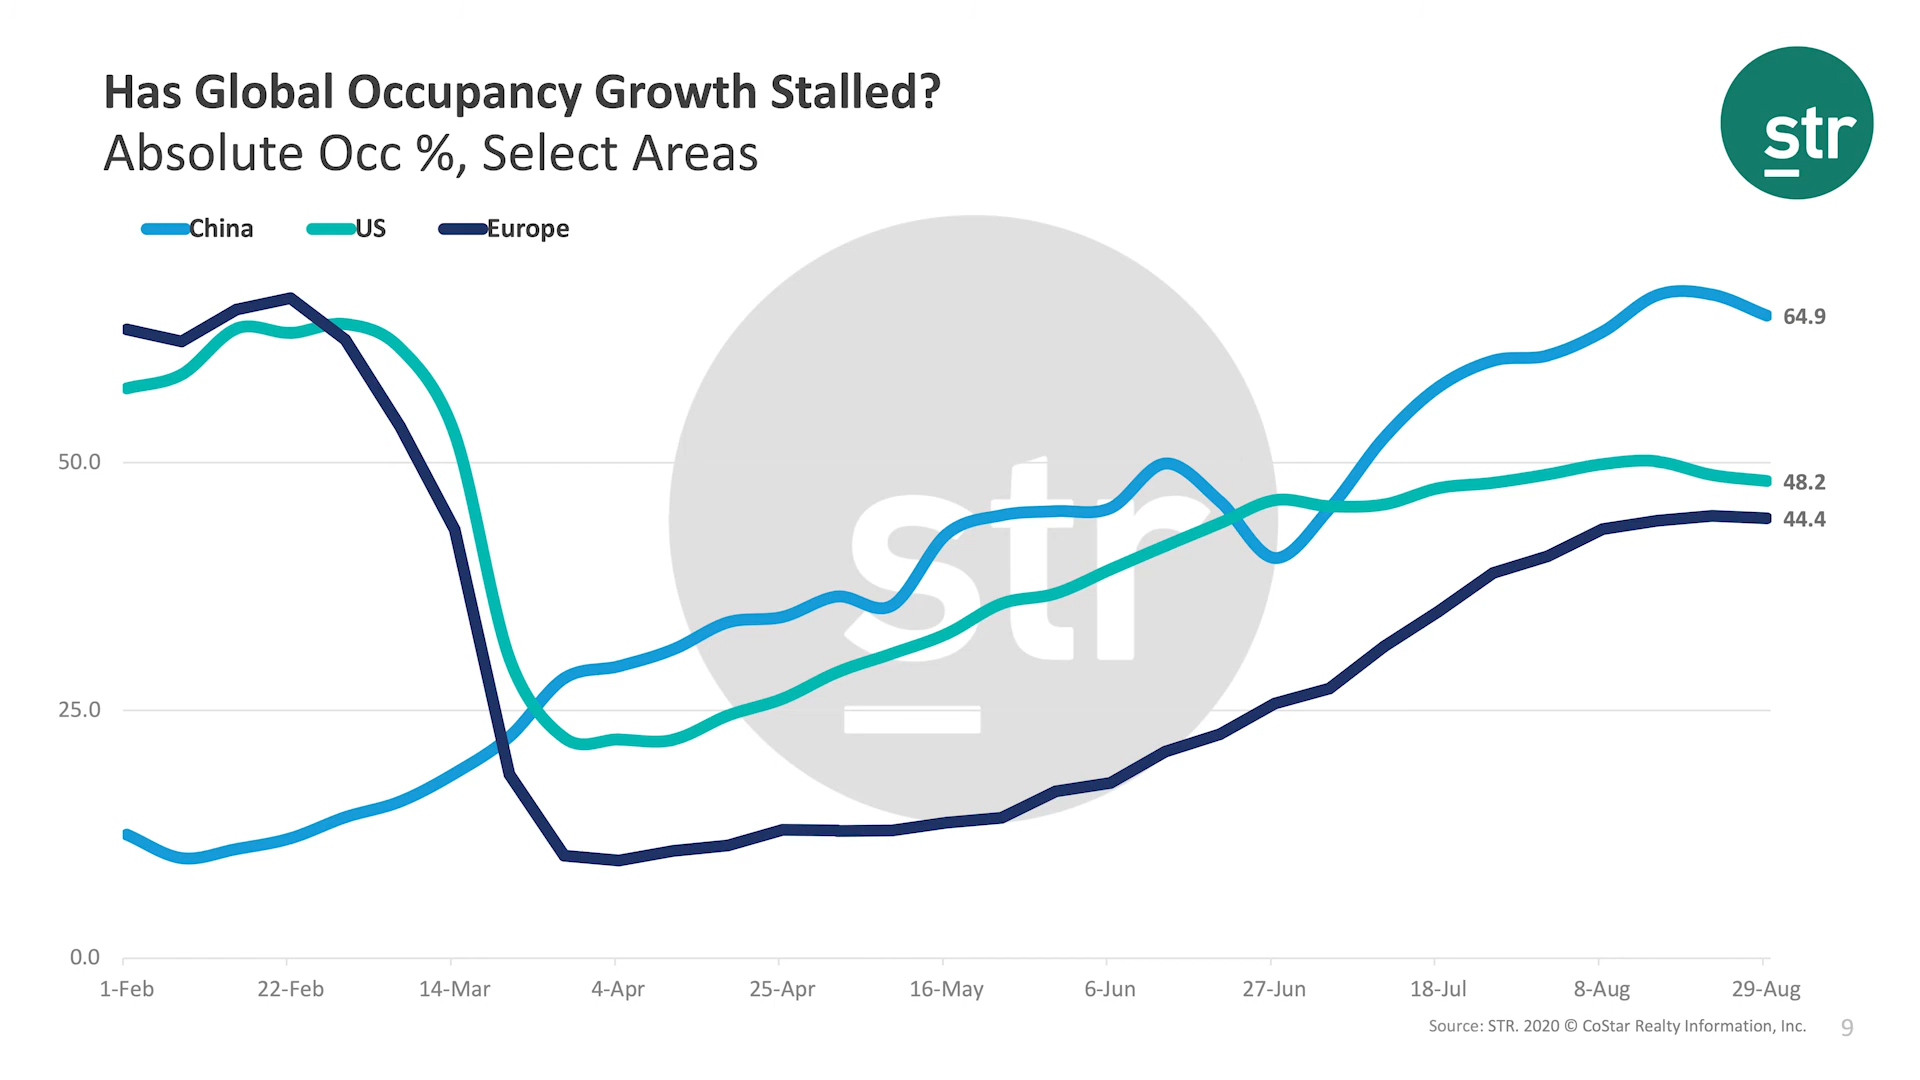 Has Global Occupancy Growth Stalled?
Absolute Occ %, Select Areas
str
China US Europe
str
64.9
50.0
48.2
44.4
25.0
0.0
1-Feb 22-Feb 14-Mar 4-Apr 25-Apr 16-May 6-Jun 27-Jun 18-Jul 8-Aug 29-Aug
Source: STR. 2020 © CoStar Realty Information, Inc. 9